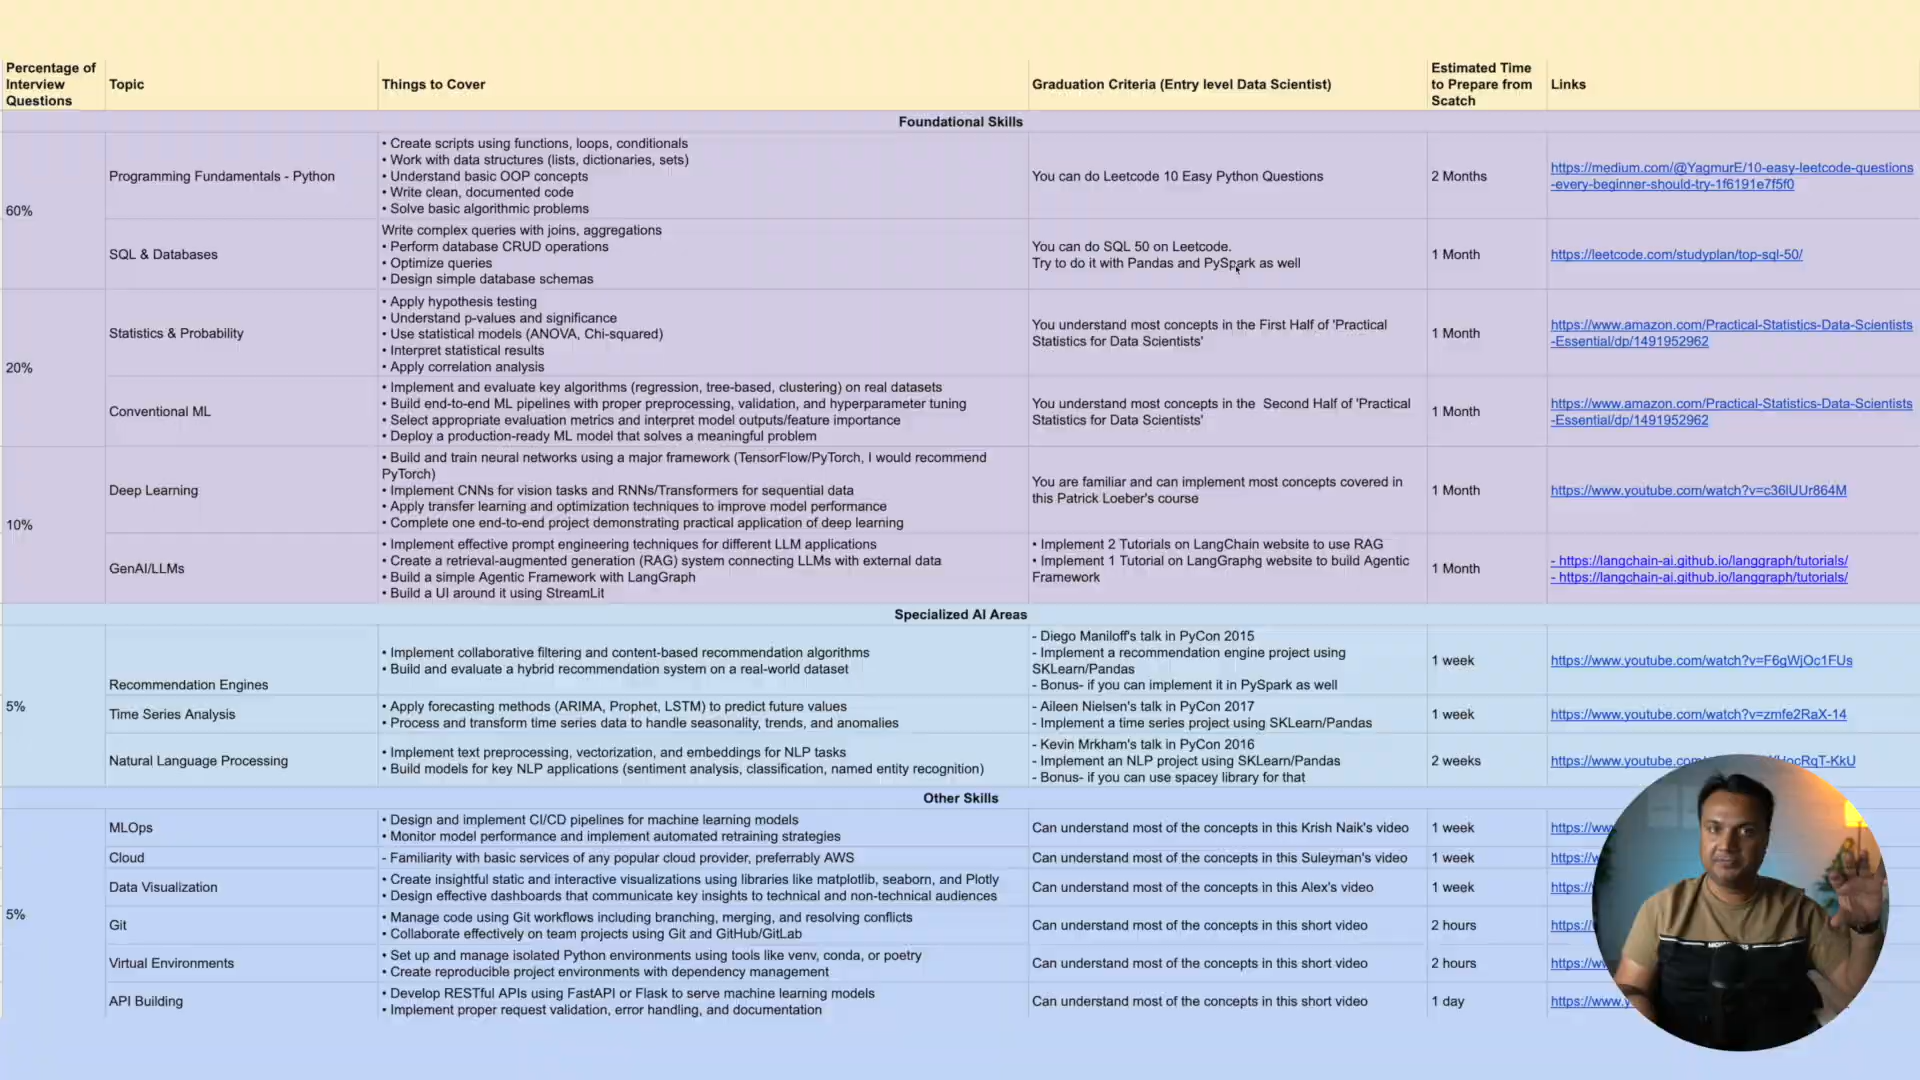 Percentage of
Interview
Questions
Topic
Things to Cover
Graduation Criteria (Entry level Data Scientist)
Estimated Time
to Prepare from
Scatch
Links
Foundational Skills
60%
Programming Fundamentals - Python
• Create scripts using functions, loops, conditionals
• Work with data structures (lists, dictionaries, sets)
• Understand basic OOP concepts
• Write clean, documented code
• Solve basic algorithmic problems
You can do Leetcode 10 Easy Python Questions
2 Months
https://medium.com/@YagmurE/10-easy-leetcode-questions
-every-beginner-should-try-1f6191e7f5f0
SQL & Databases
Write complex queries with joins, aggregations
• Perform database CRUD operations
• Optimize queries
• Design simple database schemas
You can do SQL 50 on Leetcode.
Try to do it with Pandas and PySpark as well
1 Month
https://leetcode.com/studyplan/top-sql-50/
20%
Statistics & Probability
• Apply hypothesis testing
• Understand p-values and significance
• Use statistical models (ANOVA, Chi-squared)
• Interpret statistical results
• Apply correlation analysis
You understand most concepts in the First Half of 'Practical
Statistics for Data Scientists'
1 Month
https://www.amazon.com/Practical-Statistics-Data-Scientists
-Essential/dp/1491952962
Conventional ML
• Implement and evaluate key algorithms (regression, tree-based, clustering) on real datasets
• Build end-to-end ML pipelines with proper preprocessing, validation, and hyperparameter tuning
• Select appropriate evaluation metrics and interpret model outputs/feature importance
• Deploy a production-ready ML model that solves a meaningful problem
You understand most concepts in the Second Half of 'Practical
Statistics for Data Scientists'
1 Month
https://www.amazon.com/Practical-Statistics-Data-Scientists
-Essential/dp/1491952962
10%
Deep Learning
• Build and train neural networks using a major framework (TensorFlow/PyTorch, I would recommend
PyTorch)
• Implement CNNs for vision tasks and RNNs/Transformers for sequential data
• Apply transfer learning and optimization techniques to improve model performance
• Complete one end-to-end project demonstrating practical application of deep learning
You are familiar and can implement most concepts covered in
this Patrick Loeber's course
1 Month
https://www.youtube.com/watch?v=c36lUUr864M
GenAI/LLMs
• Implement effective prompt engineering techniques for different LLM applications
• Create a retrieval-augmented generation (RAG) system connecting LLMs with external data
• Build a simple Agentic Framework with LangGraph
• Build a UI around it using StreamLit
• Implement 2 Tutorials on LangChain website to use RAG
• Implement 1 Tutorial on LangGraphg website to build Agentic
Framework
1 Month
- https://langchain-ai.github.io/langgraph/tutorials/
- https://langchain-ai.github.io/langgraph/tutorials/
Specialized AI Areas
5%
Recommendation Engines
• Implement collaborative filtering and content-based recommendation algorithms
• Build and evaluate a hybrid recommendation system on a real-world dataset
- Diego Maniloff's talk in PyCon 2015
- Implement a recommendation engine project using
SKLearn/Pandas
- Bonus- if you can implement it in PySpark as well
1 week
https://www.youtube.com/watch?v=F6gWjOc1FUs
Time Series Analysis
• Apply forecasting methods (ARIMA, Prophet, LSTM) to predict future values
• Process and transform time series data to handle seasonality, trends, and anomalies
- Aileen Nielsen's talk in PyCon 2017
- Implement a time series project using SKLearn/Pandas
1 week
https://www.youtube.com/watch?v=zmfe2RaX-14
Natural Language Processing
• Implement text preprocessing, vectorization, and embeddings for NLP tasks
• Build models for key NLP applications (sentiment analysis, classification, named entity recognition)
- Kevin Mrkham's talk in PyCon 2016
- Implement an NLP project using SKLearn/Pandas
- Bonus- if you can use spacey library for that
2 weeks
https://www.youtube.com
Other Skills
5%
MLOps
• Design and implement CI/CD pipelines for machine learning models
• Monitor model performance and implement automated retraining strategies
Can understand most of the concepts in this Krish Naik's video
1 week
https://ww
Cloud
- Familiarity with basic services of any popular cloud provider, preferrably AWS
Can understand most of the concepts in this Suleyman's video
1 week
https://w
Data Visualization
• Create insightful static and interactive visualizations using libraries like matplotlib, seaborn, and Plotly
• Design effective dashboards that communicate key insights to technical and non-technical audiences
Can understand most of the concepts in this Alex's video
1 week
https://
Git
• Manage code using Git workflows including branching, merging, and resolving conflicts
• Collaborate effectively on team projects using Git and GitHub/GitLab
Can understand most of the concepts in this short video
2 hours
https://
Virtual Environments
• Set up and manage isolated Python environments using tools like venv, conda, or poetry
• Create reproducible project environments with dependency management
Can understand most of the concepts in this short video
2 hours
https://w
API Building
• Develop RESTful APIs using FastAPI or Flask to serve machine learning models
• Implement proper request validation, error handling, and documentation
Can understand most of the concepts in this short video
1 day
https://www.y